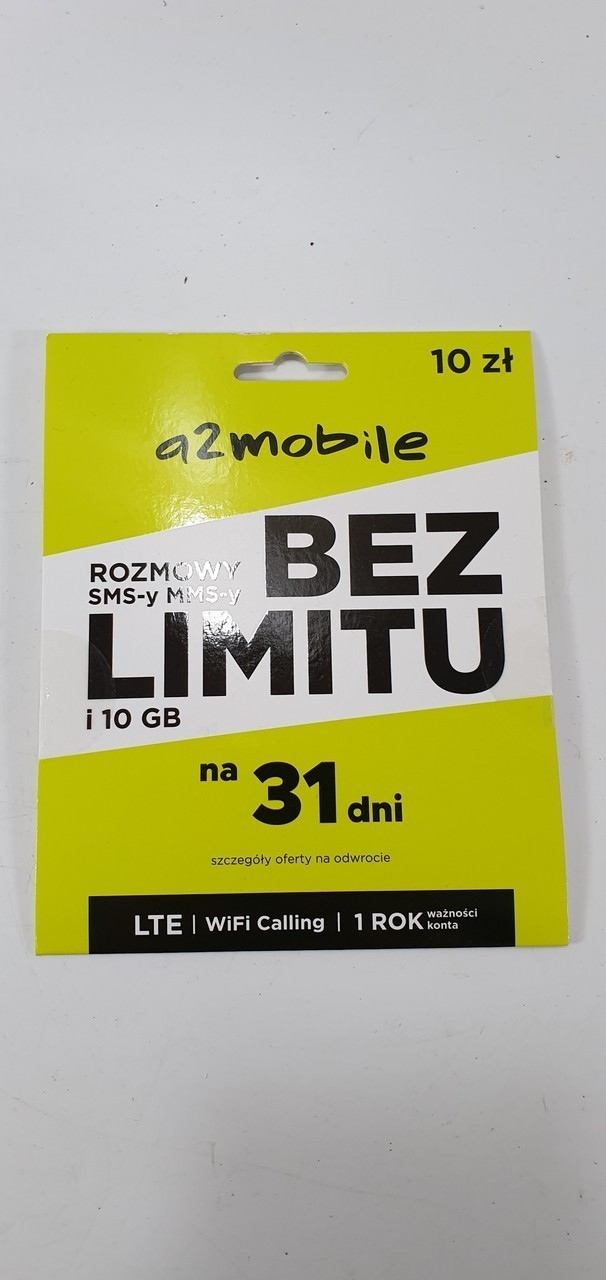 10 zł
a2mobile
ROZMOWY
SMS-y MMS-y
BEZ
LIMITU
i 10 GB
na 31 dni
szczegóły oferty na odwrocie
LTE | WiFi Calling | 1 ROK ważności konta